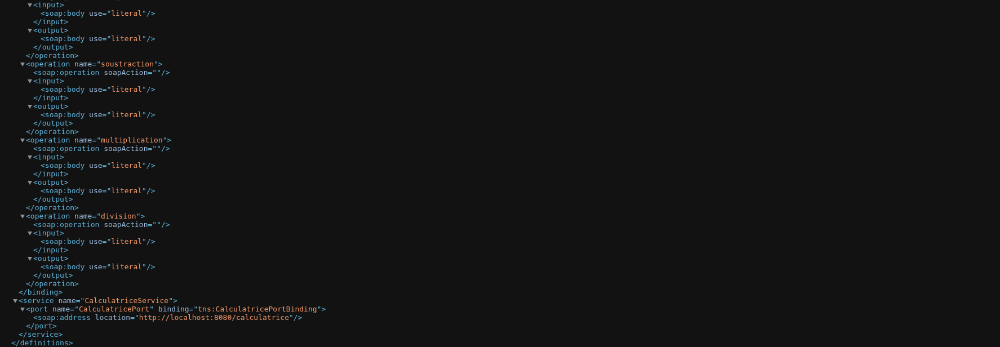 <input>
<soap:body use="literal"/>
</input>
<output>
<soap:body use="literal"/>
</output>
</operation>
<operation name="soustraction">
<soap:operation soapAction=""/>
<input>
<soap:body use="literal"/>
</input>
<output>
<soap:body use="literal"/>
</output>
</operation>
<operation name="multiplication">
<soap:operation soapAction=""/>
<input>
<soap:body use="literal"/>
</input>
<output>
<soap:body use="literal"/>
</output>
</operation>
<operation name="division">
<soap:operation soapAction=""/>
<input>
<soap:body use="literal"/>
</input>
<output>
<soap:body use="literal"/>
</output>
</operation>
</binding>
<service name="CalculatriceService">
<port name="CalculatricePort" binding="tns:CalculatricePortBinding">
<soap:address location="http://localhost:8080/calculatrice"/>
</port>
</service>
</definitions>